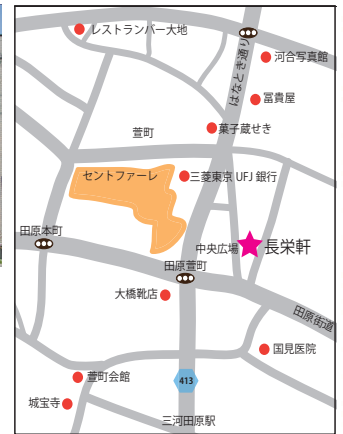 レストランバー大地
はなとき通り
河合写真館
冨貴屋
菓子蔵せき
萱町
セントファーレ
三菱東京 UFJ 銀行
田原本町
中央広場
長栄軒
田原萱町
大橋靴店
田原街道
国見医院
413
萱町会館
城宝寺
三河田原駅